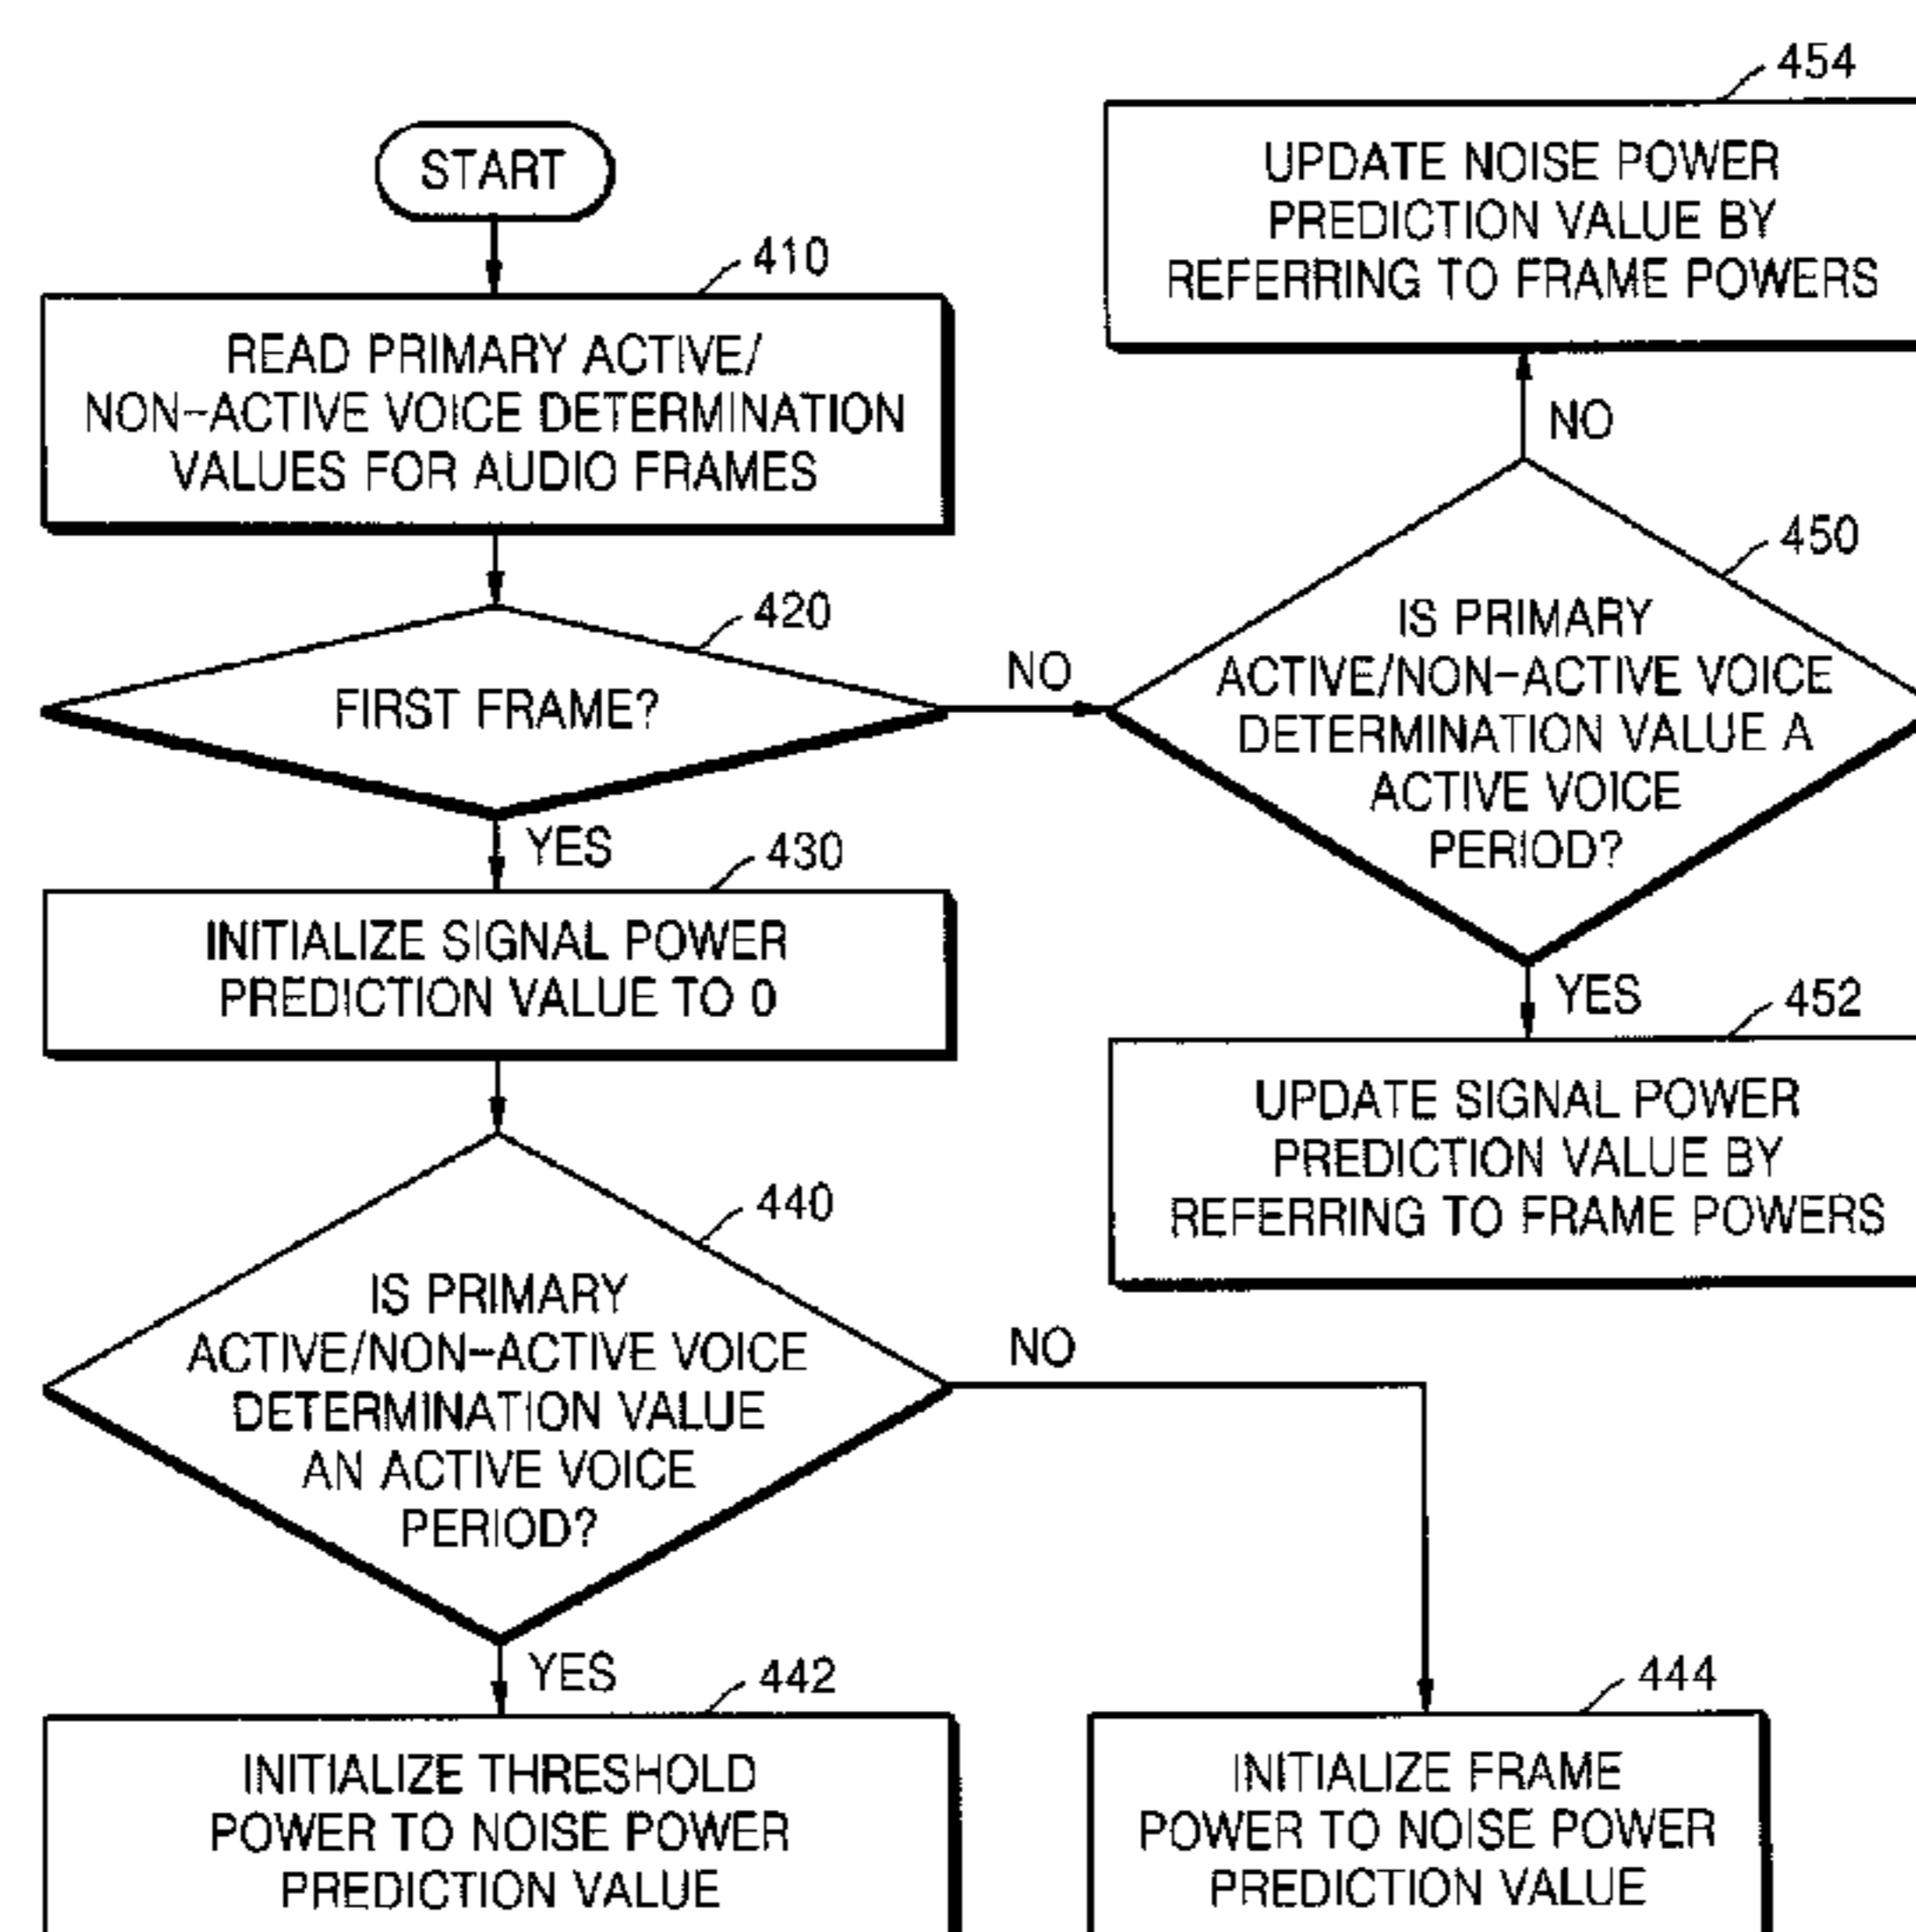 START
410
READ PRIMARY ACTIVE/
NON-ACTIVE VOICE DETERMINATION
VALUES FOR AUDIO FRAMES
420
FIRST FRAME?
NO
YES
430
INITIALIZE SIGNAL POWER
PREDICTION VALUE TO 0
440
IS PRIMARY
ACTIVE/NON-ACTIVE VOICE
DETERMINATION VALUE
AN ACTIVE VOICE
PERIOD?
NO
YES
442
INITIALIZE THRESHOLD
POWER TO NOISE POWER
PREDICTION VALUE
444
INITIALIZE FRAME
POWER TO NOISE POWER
PREDICTION VALUE
454
UPDATE NOISE POWER
PREDICTION VALUE BY
REFERRING TO FRAME POWERS
NO
450
IS PRIMARY
ACTIVE/NON-ACTIVE VOICE
DETERMINATION VALUE A
ACTIVE VOICE
PERIOD?
YES
452
UPDATE SIGNAL POWER
PREDICTION VALUE BY
REFERRING TO FRAME POWERS